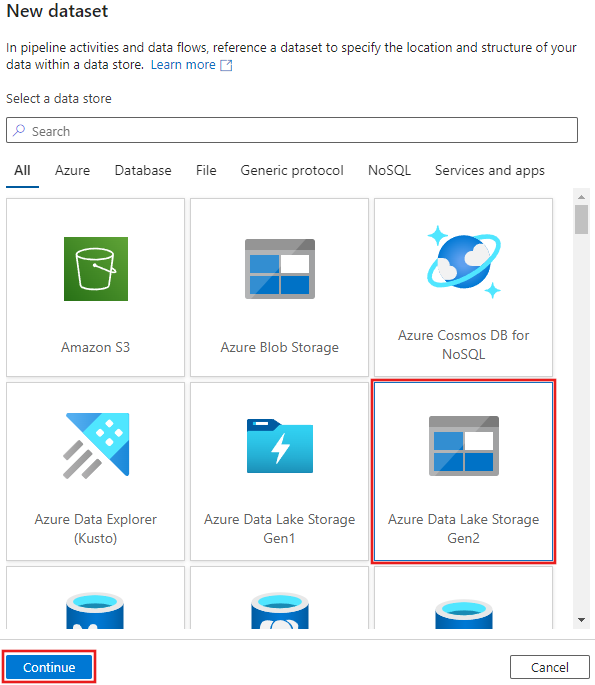 New dataset
In pipeline activities and data flows, reference a dataset to specify the location and structure of your
data within a data store. Learn more
Select a data store
Search
All Azure Database File Generic protocol NoSQL Services and apps
Amazon S3
Azure Blob Storage
Azure Cosmos DB for
NoSQL
Azure Data Explorer
(Kusto)
Azure Data Lake Storage
Gen1
Azure Data Lake Storage
Gen2
Continue
Cancel